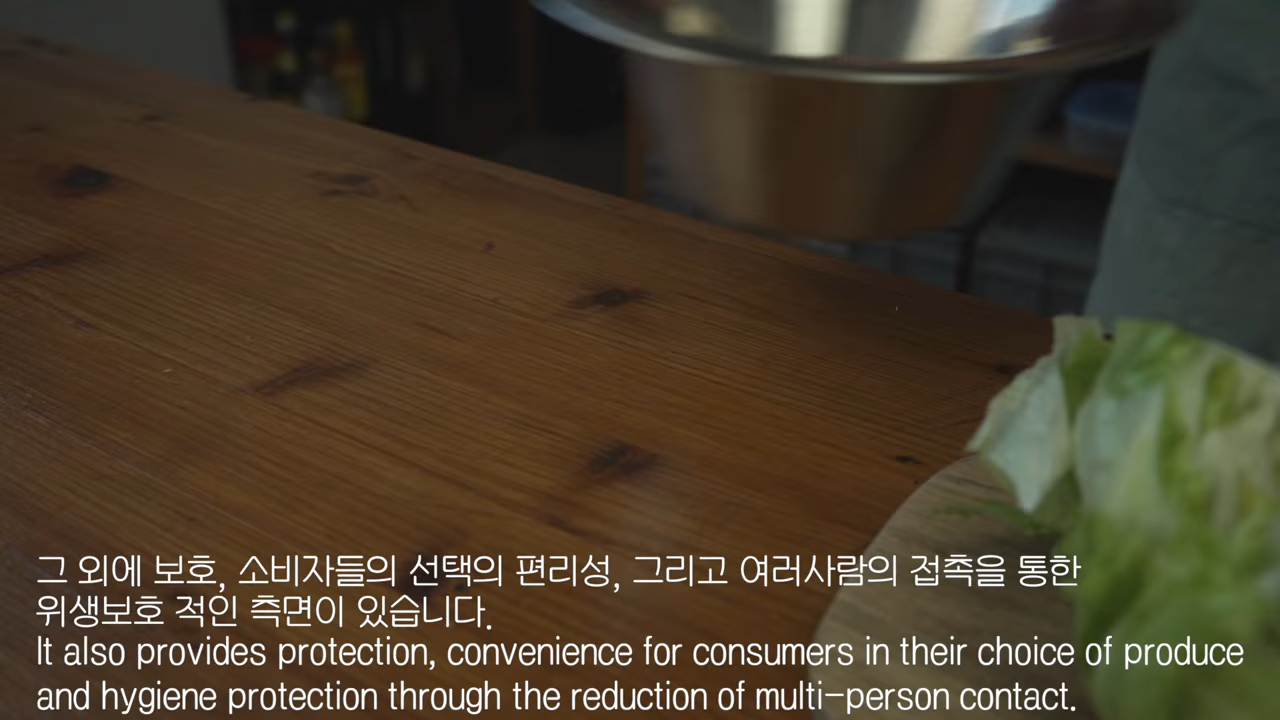 그 외에 보호, 소비자들의 선택의 편리성, 그리고 여러사람의 접촉을 통한
위생보호 적인 측면이 있습니다.
It also provides protection, convenience for consumers in their choice of produce
and hygiene protection through the reduction of multi-person contact.